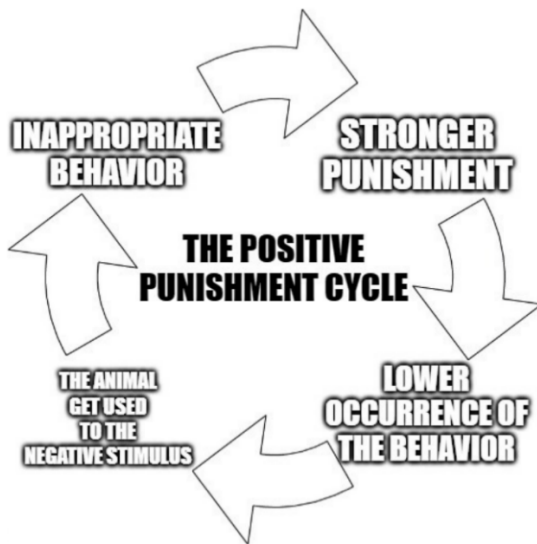 INAPPROPRIATE
BEHAVIOR
STRONGER
PUNISHMENT
THE POSITIVE
PUNISHMENT CYCLE
LOWER
OCCURRENCE OF
THE BEHAVIOR
THE ANIMAL
GET USED
TO THE
NEGATIVE STIMULUS